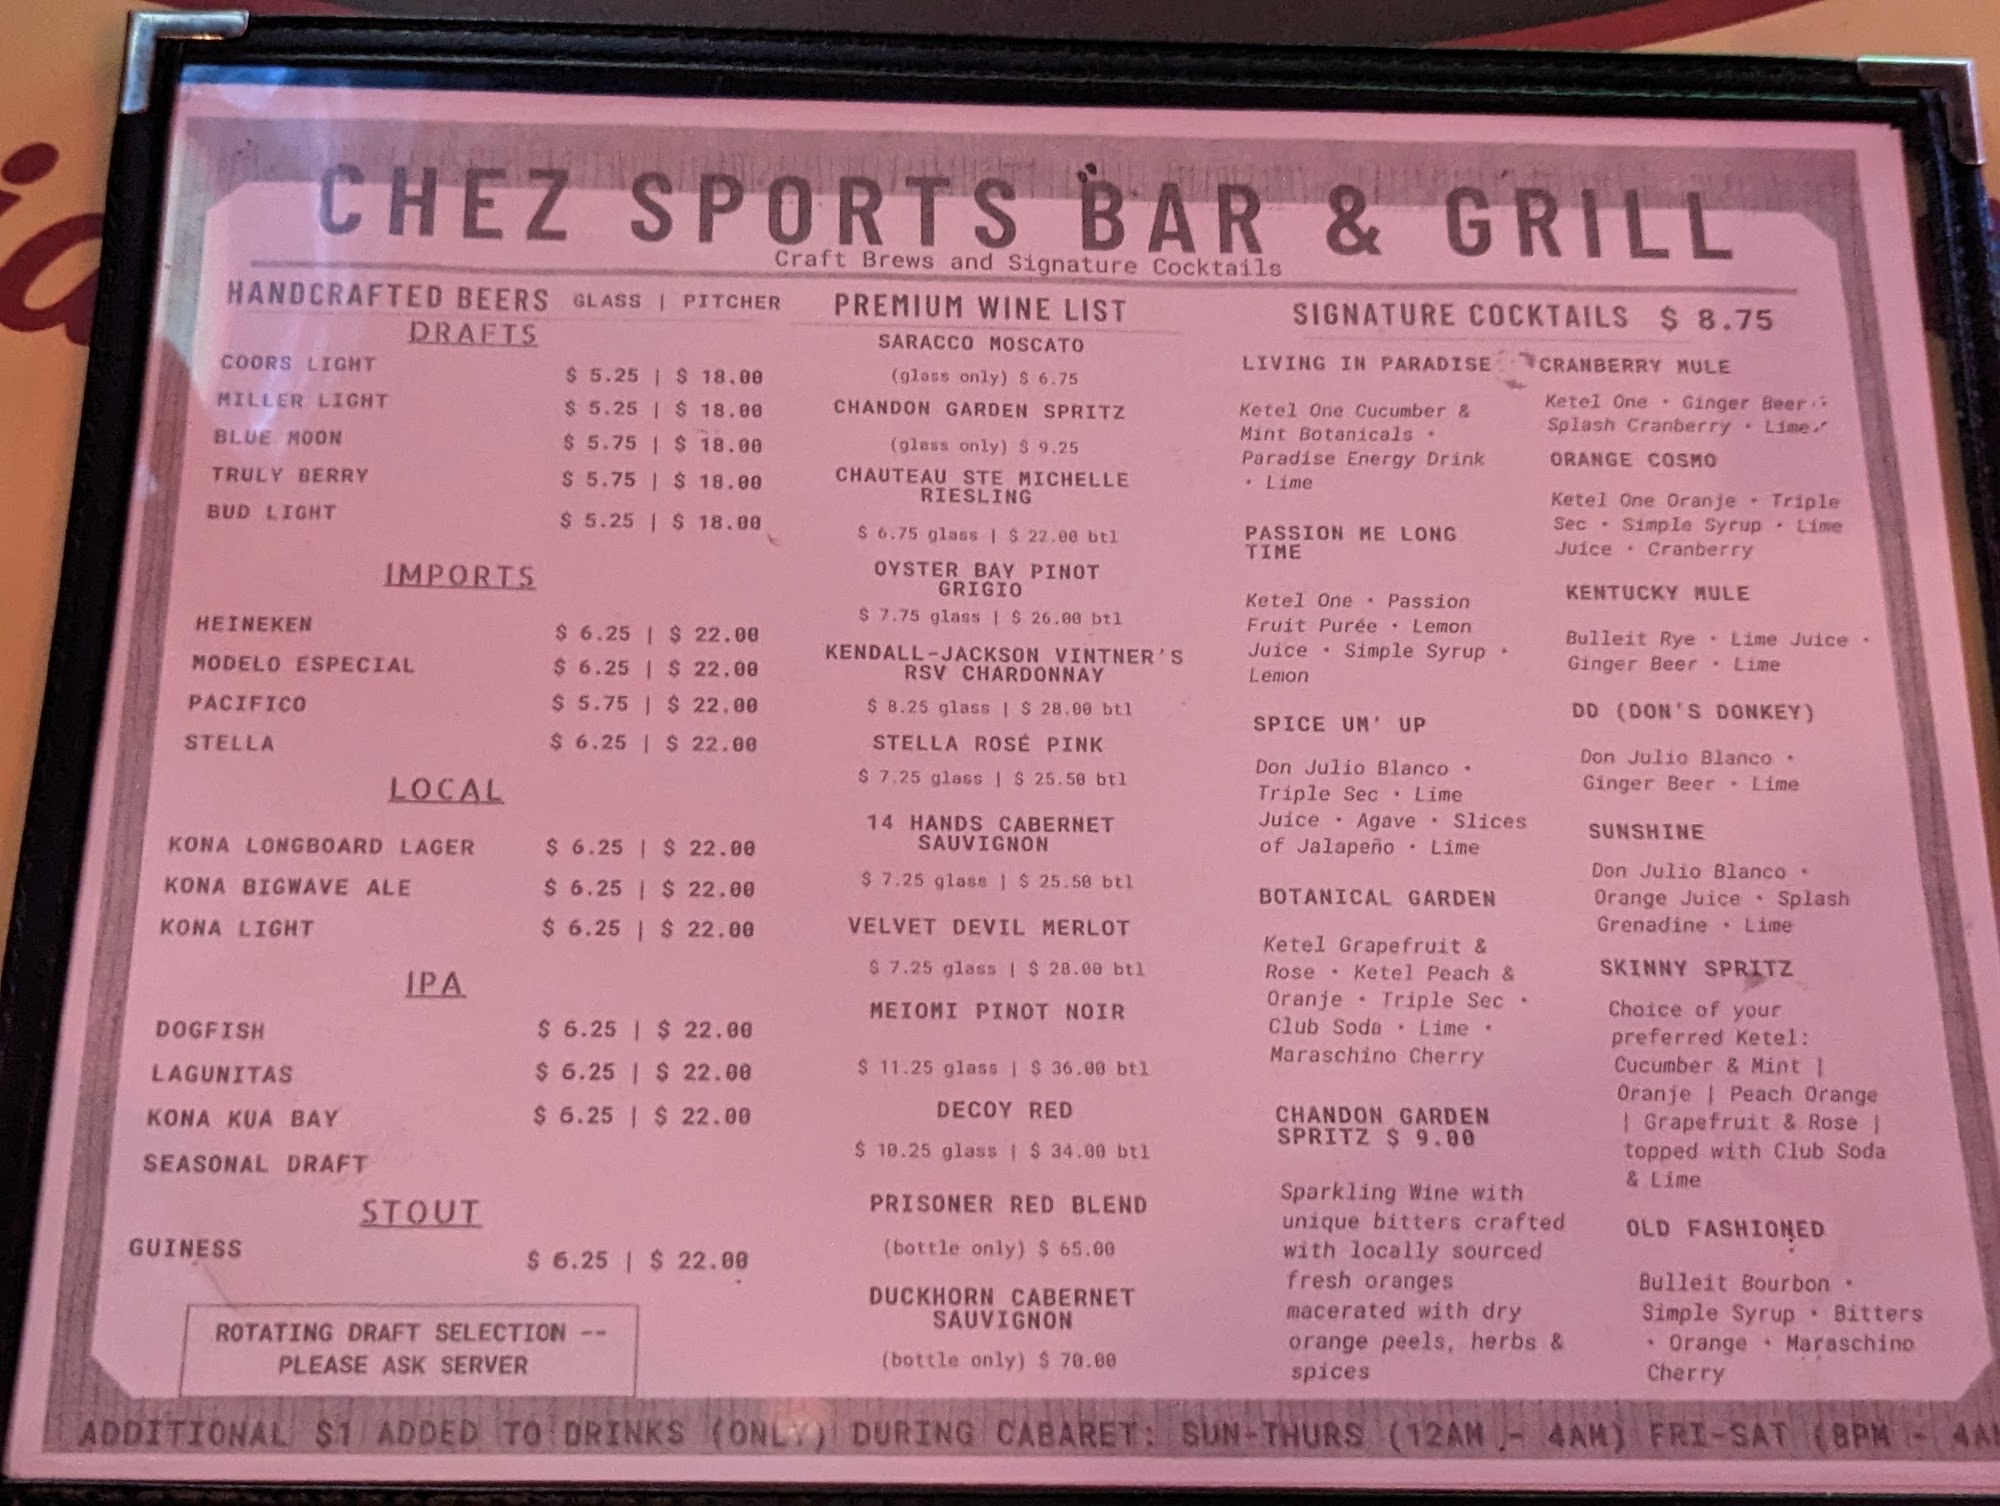 CHEZ SPORTS BAR & GRILL
Craft Brews and Signature Cocktails
HANDCRAFTED BEERS GLASS | PITCHER
DRAFTS
COORS LIGHT $ 5.25 | $ 18.00
MILLER LIGHT $ 5.25 | $ 18.00
BLUE MOON $ 5.75 | $ 18.00
TRULY BERRY $ 5.75 | $ 18.00
BUD LIGHT $ 5.25 | $ 18.00
IMPORTS
HEINEKEN $ 6.25 | $ 22.00
MODELO ESPECIAL $ 6.25 | $ 22.00
PACIFICO $ 5.75 | $ 22.00
STELLA $ 6.25 | $ 22.00
LOCAL
KONA LONGBOARD LAGER $ 6.25 | $ 22.00
KONA BIGWAVE ALE $ 6.25 | $ 22.00
KONA LIGHT $ 6.25 | $ 22.00
IPA
DOGFISH $ 6.25 | $ 22.00
LAGUNITAS $ 6.25 | $ 22.00
KONA KUA BAY $ 6.25 | $ 22.00
SEASONAL DRAFT
STOUT
GUINESS $ 6.25 | $ 22.00
ROTATING DRAFT SELECTION --
PLEASE ASK SERVER
PREMIUM WINE LIST
SARACCO MOSCATO
(glass only) $ 6.75
CHANDON GARDEN SPRITZ
(glass only) $ 9.25
CHAUTEAU STE MICHELLE
RIESLING
$ 6.75 glass | $ 22.00 btl
OYSTER BAY PINOT
GRIGIO
$ 7.75 glass | $ 26.00 btl
KENDALL-JACKSON VINTNER'S
RSV CHARDONNAY
$ 8.25 glass | $ 28.00 btl
STELLA ROSÉ PINK
$ 7.25 glass | $ 25.50 btl
14 HANDS CABERNET
SAUVIGNON
$ 7.25 glass | $ 25.50 btl
VELVET DEVIL MERLOT
$ 7.25 glass | $ 28.00 btl
MEIOMI PINOT NOIR
$ 11.25 glass | $ 36.00 btl
DECOY RED
$ 10.25 glass | $ 34.00 btl
PRISONER RED BLEND
(bottle only) $ 65.00
DUCKHORN CABERNET
SAUVIGNON
(bottle only) $ 70.00
SIGNATURE COCKTAILS $ 8.75
LIVING IN PARADISE
Ketel One Cucumber &
Mint Botanicals •
Paradise Energy Drink
• Lime
PASSION ME LONG
TIME
Ketel One • Passion
Fruit Purée • Lemon
Juice • Simple Syrup •
Lemon
SPICE UM' UP
Don Julio Blanco •
Triple Sec • Lime
Juice • Agave • Slices
of Jalapeño • Lime
BOTANICAL GARDEN
Ketel Grapefruit &
Rose • Ketel Peach &
Oranje • Triple Sec •
Club Soda • Lime •
Maraschino Cherry
CHANDON GARDEN
SPRITZ $ 9.00
Sparkling Wine with
unique bitters crafted
with locally sourced
fresh oranges
macerated with dry
orange peels, herbs &
spices
CRANBERRY MULE
Ketel One • Ginger Beer •
Splash Cranberry • Lime
ORANGE COSMO
Ketel One Oranje • Triple
Sec • Simple Syrup • Lime
Juice • Cranberry
KENTUCKY MULE
Bulleit Rye • Lime Juice •
Ginger Beer • Lime
DD (DON'S DONKEY)
Don Julio Blanco •
Ginger Beer • Lime
SUNSHINE
Don Julio Blanco •
Orange Juice • Splash
Grenadine • Lime
SKINNY SPRITZ
Choice of your
preferred Ketel:
Cucumber & Mint |
Oranje | Peach Orange
| Grapefruit & Rose |
topped with Club Soda
& Lime
OLD FASHIONED
Bulleit Bourbon •
Simple Syrup • Bitters
• Orange • Maraschino
Cherry
ADDITIONAL $1 ADDED TO DRINKS (ONLY) DURING CABARET: SUN-THURS (12AM - 4AM) FRI-SAT (8PM -